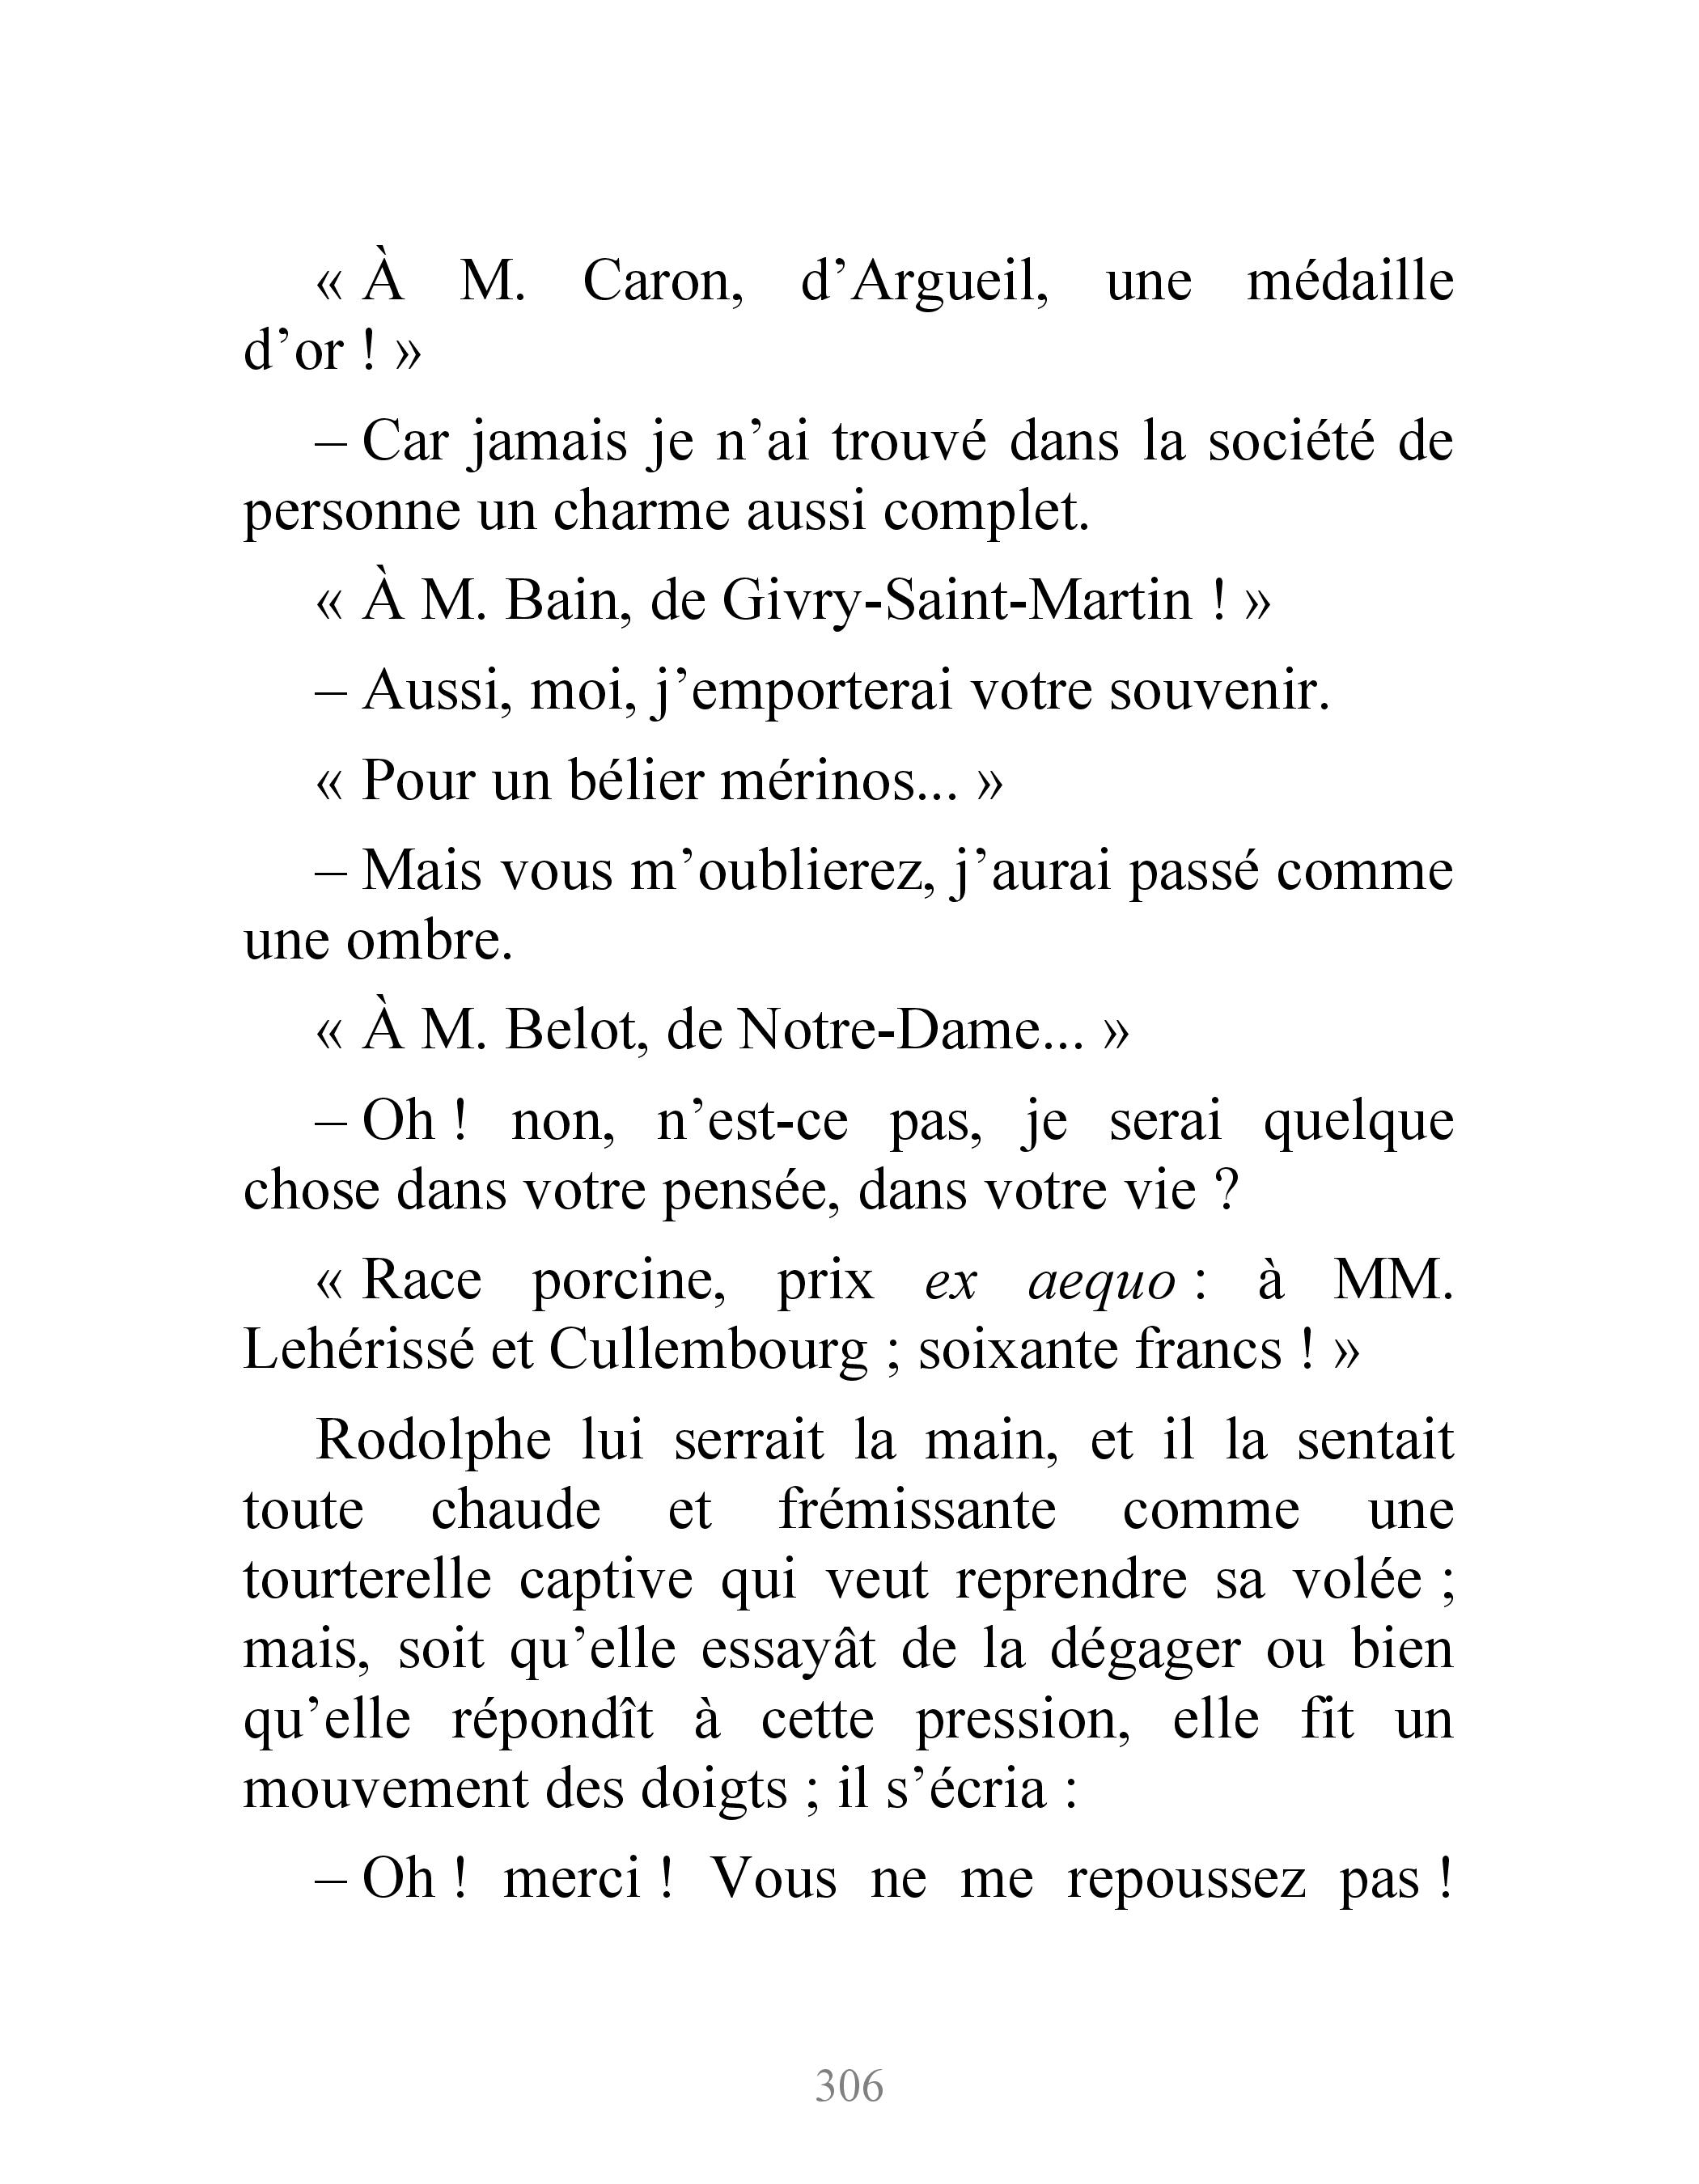 « À M. Caron, d’Argueil, une médaille
d’or ! »
– Car jamais je n’ai trouvé dans la société de
personne un charme aussi complet.
« À M. Bain, de Givry-Saint-Martin ! »
– Aussi, moi, j’emporterai votre souvenir.
« Pour un bélier mérinos... »
– Mais vous m’oublierez, j’aurai passé comme
une ombre.
« À M. Belot, de Notre-Dame... »
– Oh ! non, n’est-ce pas, je serai quelque
chose dans votre pensée, dans votre vie ?
« Race porcine, prix ex aequo : à MM.
Lehérissé et Cullembourg ; soixante francs ! »
Rodolphe lui serrait la main, et il la sentait
toute chaude et frémissante comme une
tourterelle captive qui veut reprendre sa volée ;
mais, soit qu’elle essayât de la dégager ou bien
qu’elle répondît à cette pression, elle fit un
mouvement des doigts ; il s’écria :
– Oh ! merci ! Vous ne me repoussez pas !
306